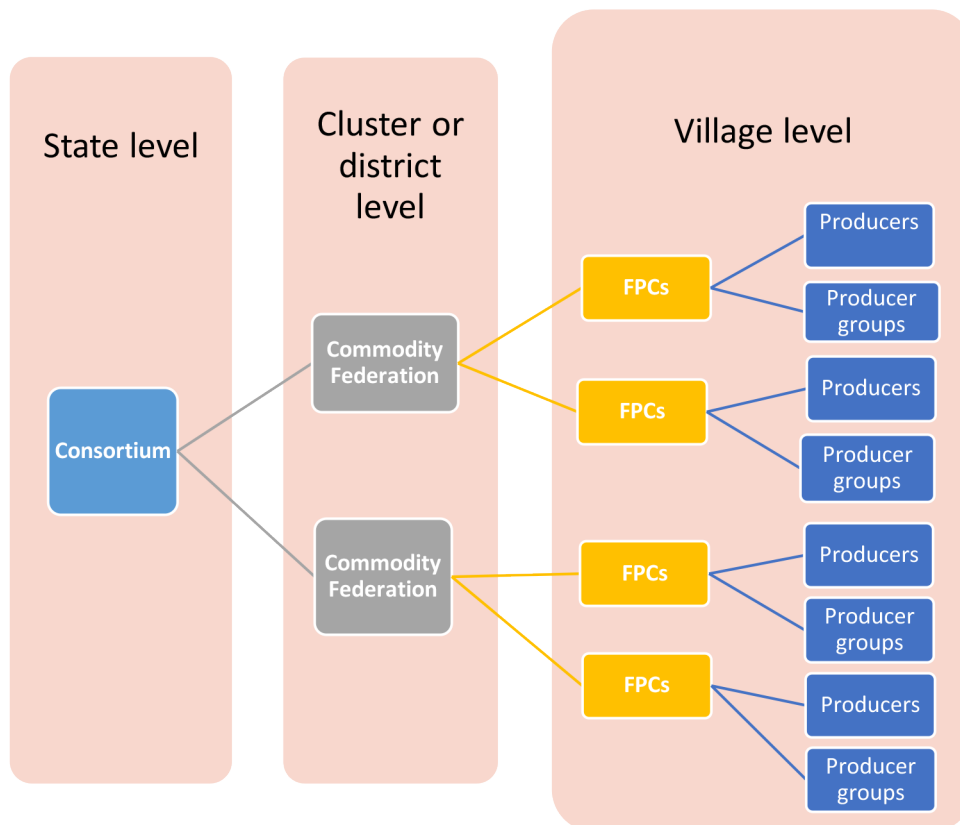 State level
Cluster or
district
level
Village level
Consortium
Commodity
Federation
Commodity
Federation
FPCs
FPCs
FPCs
FPCs
Producers
Producer
groups
Producers
Producer
groups
Producers
Producer
groups
Producers
Producer
groups